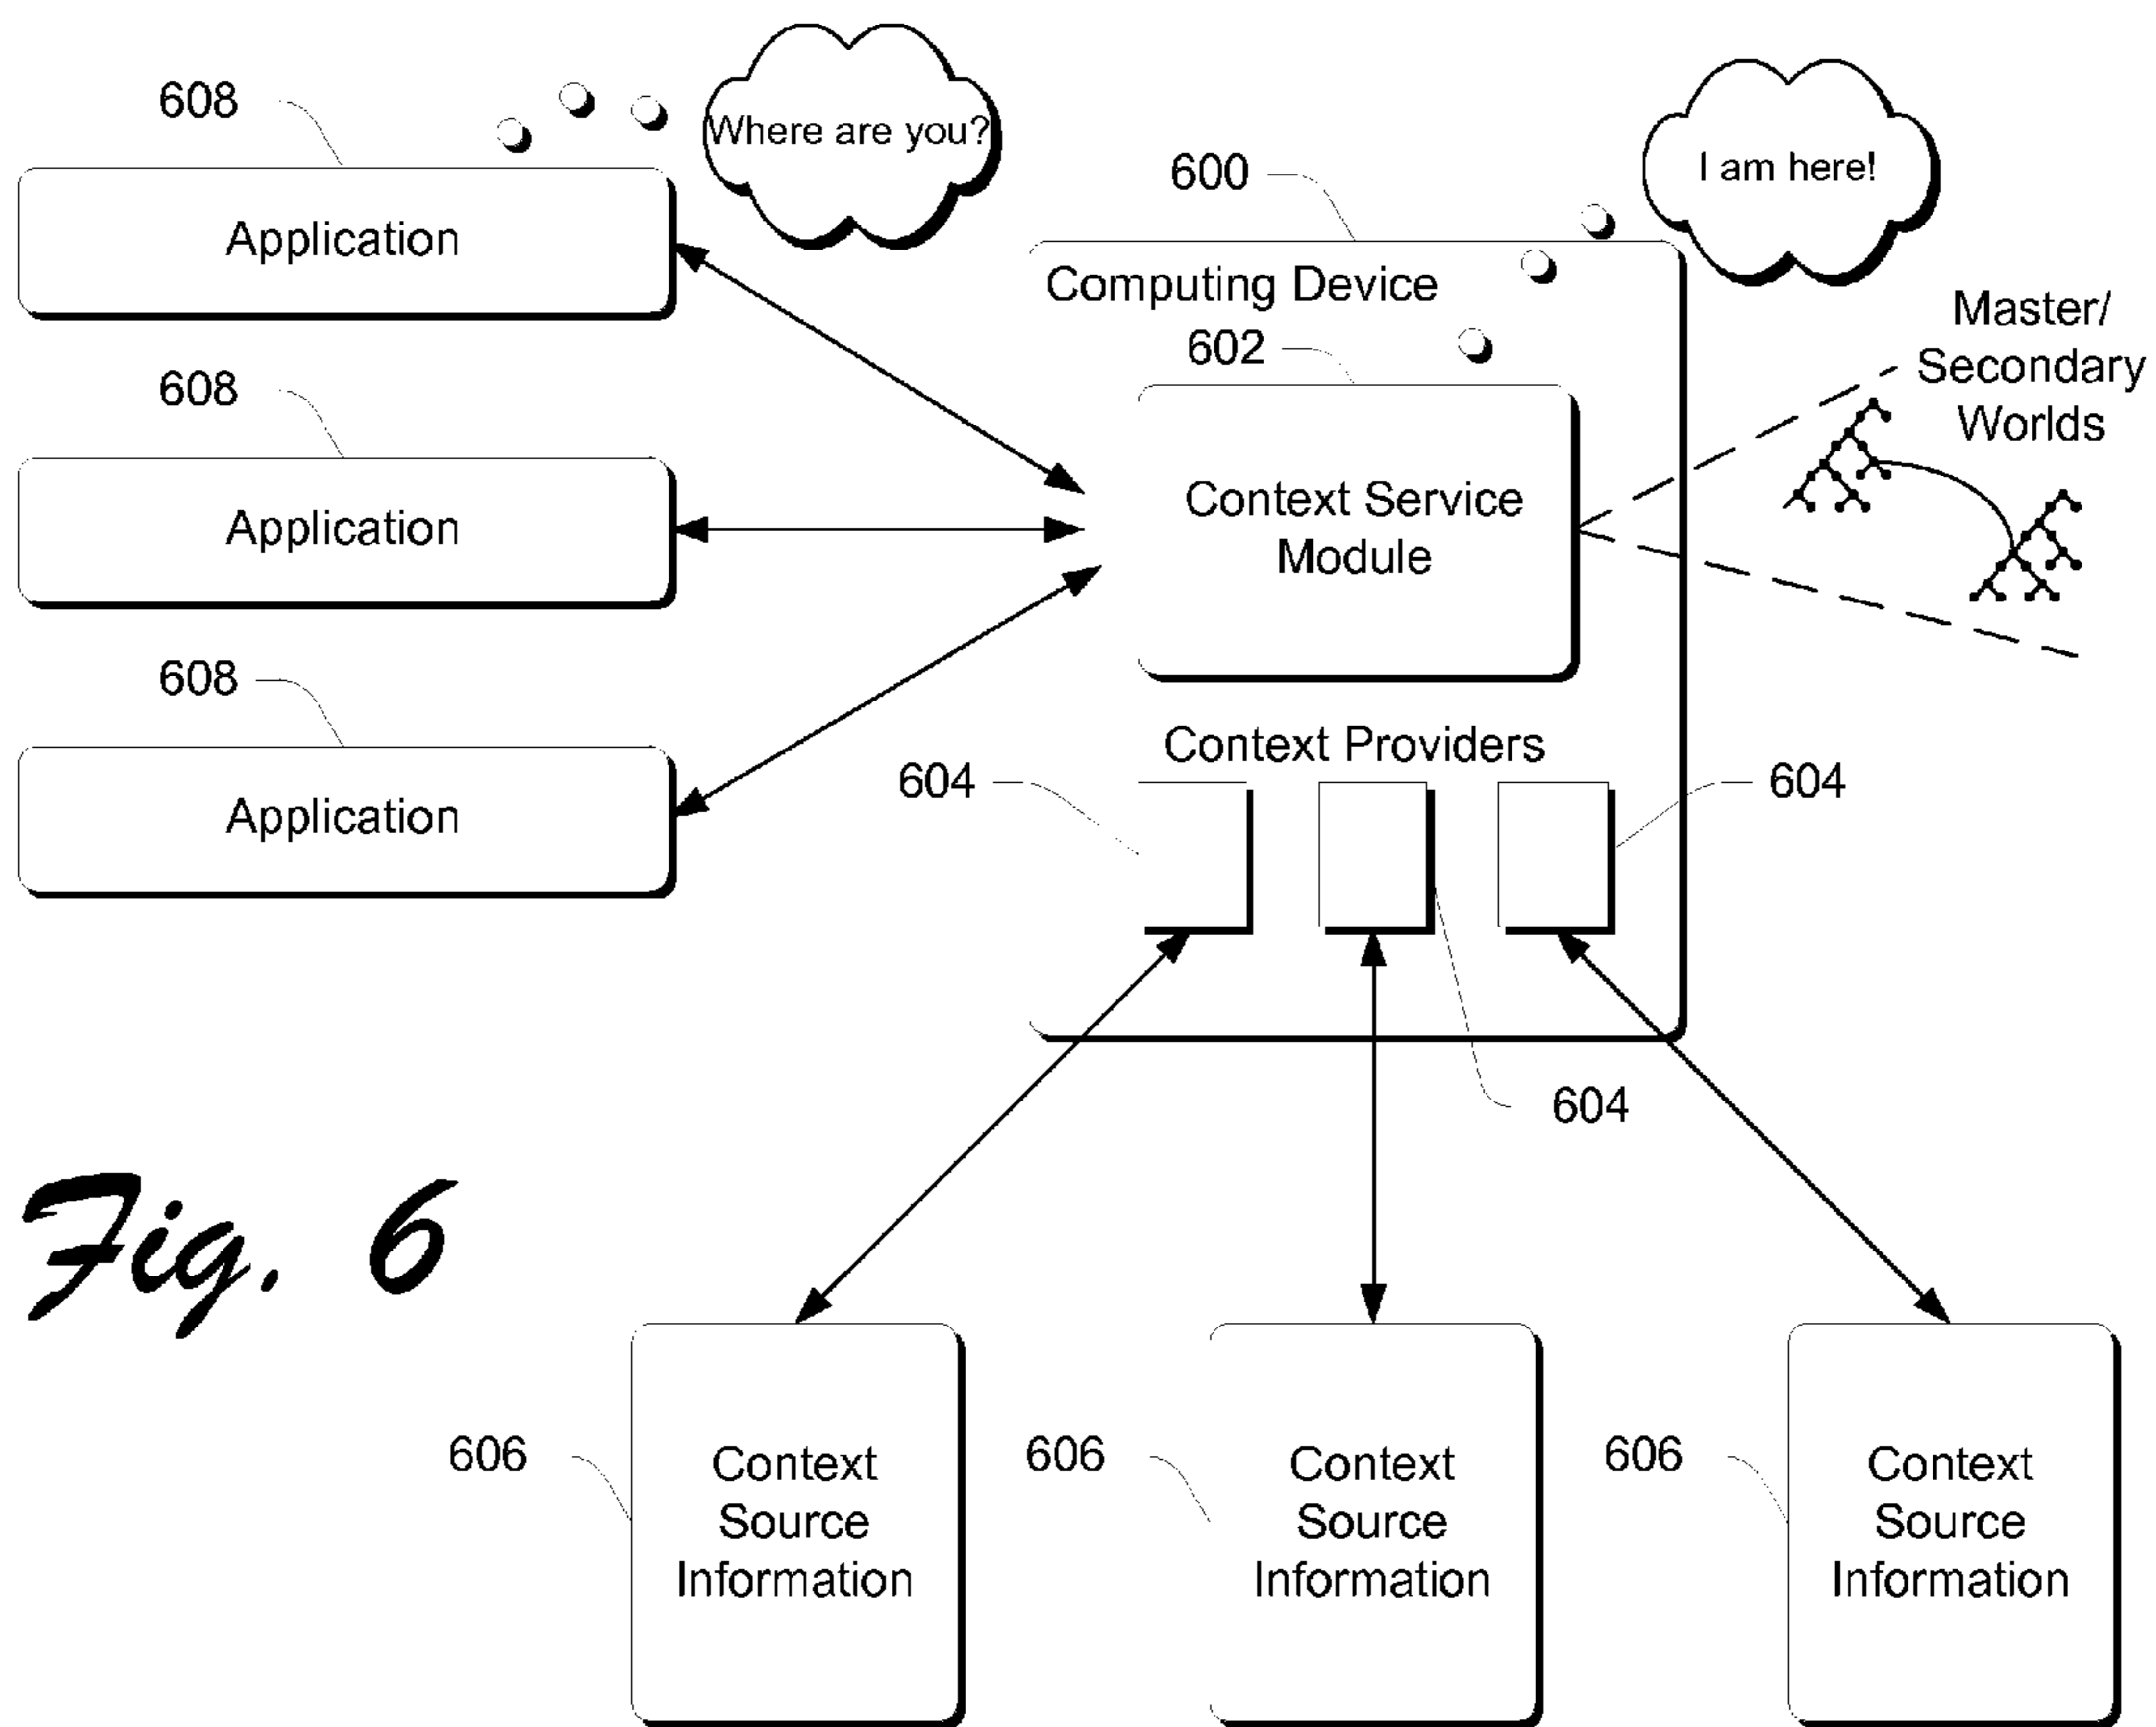 608
Where are you?
I am here!
600
Application
Computing Device
Master/
Secondary
Worlds
602
608
Application
Context Service
Module
608
Application
Context Providers
604
604
604
Fig. 6
606
Context
Source
Information
606
Context
Source
Information
606
Context
Source
Information